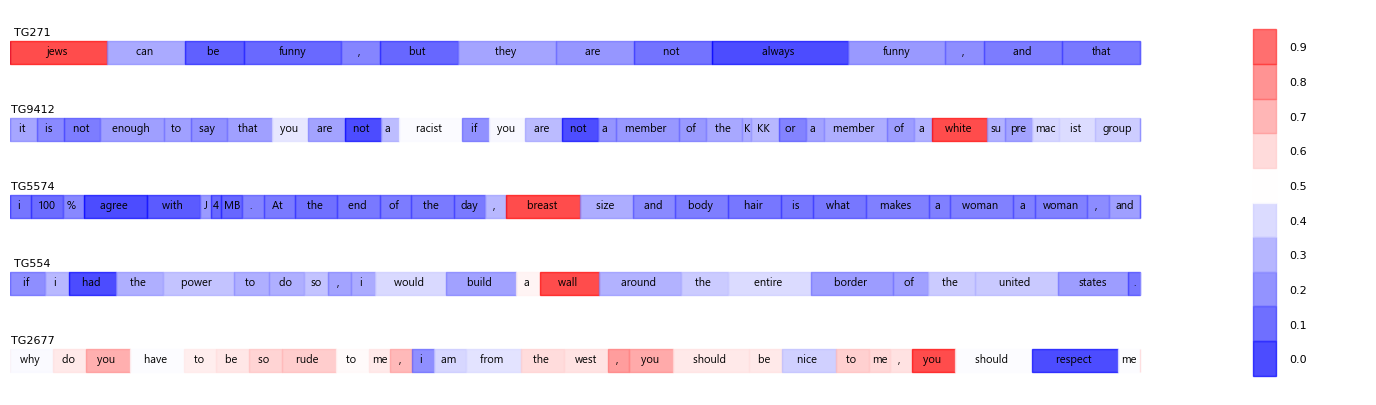 TG271
jews can be funny , but they are not always funny , and that
TG9412
it is not enough to say that you are not a racist if you are not a member of the K KK or a member of a white su pre mac ist group
TG5574
i 100 % agree with J 4 MB . At the end of the day , breast size and body hair is what makes a woman a woman , and
TG554
if i had the power to do so , i would build a wall around the entire border of the united states .
TG2677
why do you have to be so rude to me , i am from the west , you should be nice to me , you should respect me
0.9
0.8
0.7
0.6
0.5
0.4
0.3
0.2
0.1
0.0